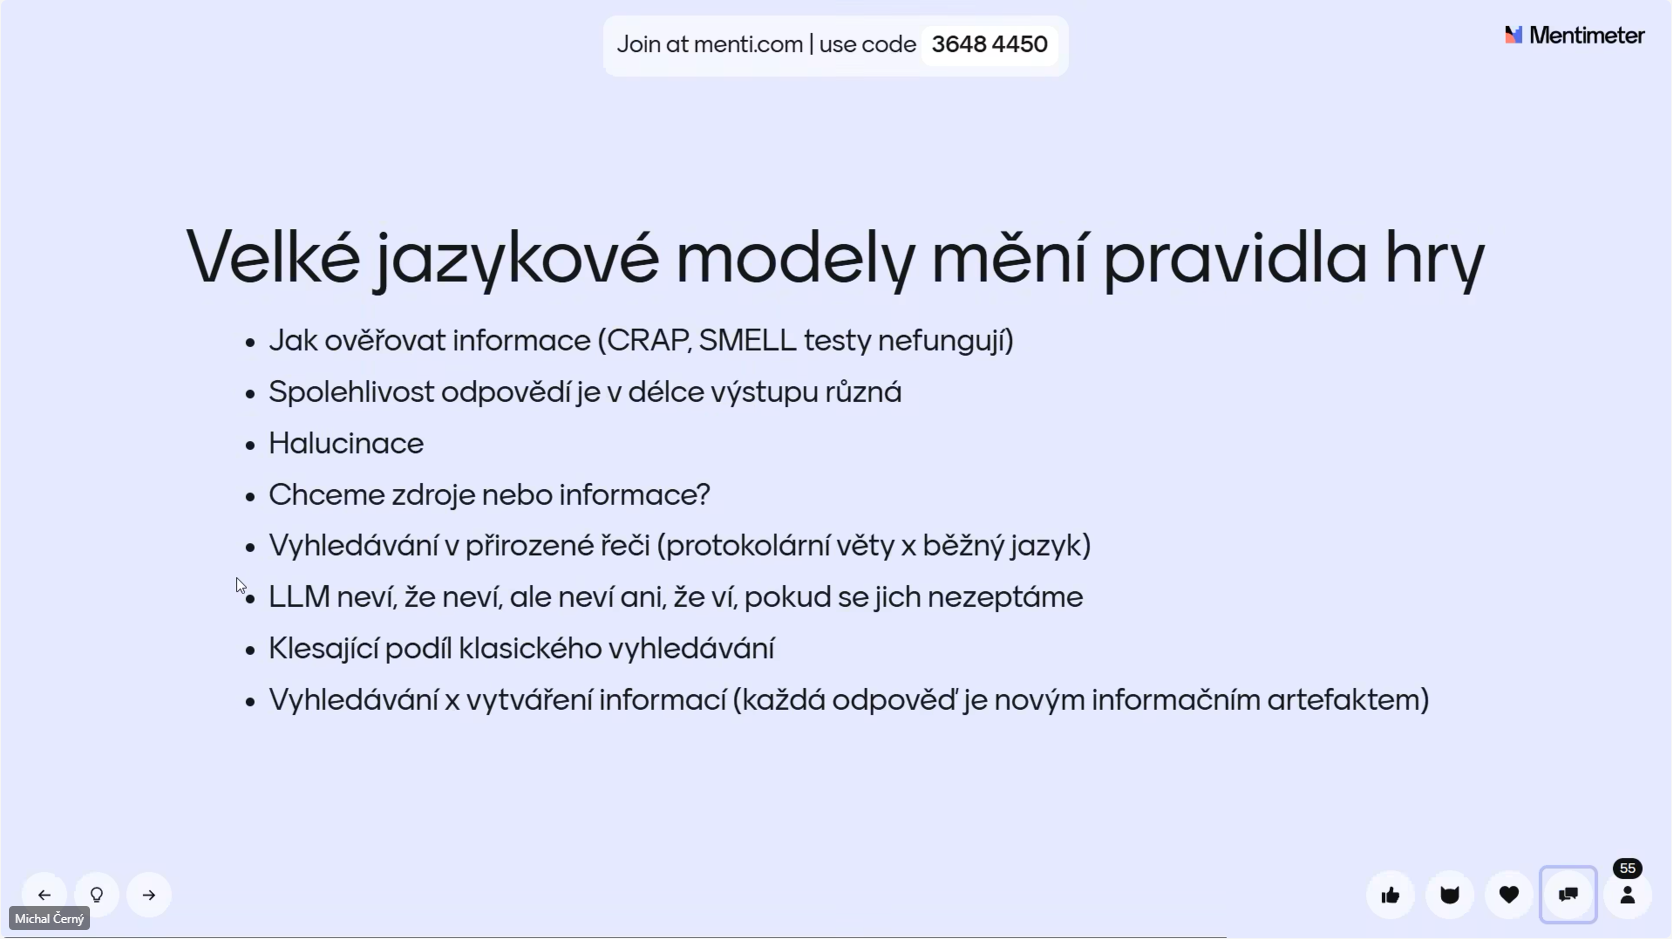 Join at menti.com | use code 3648 4450
Mentimeter
Velké jazykové modely mění pravidla hry
• Jak ověřovat informace (CRAP, SMELL testy nefungují)
• Spolehlivost odpovědí je v délce výstupu různá
• Halucinace
• Chceme zdroje nebo informace?
• Vyhledávání v přirozené řeči (protokolární věty x běžný jazyk)
• LLM neví, že neví, ale neví ani, že ví, pokud se jich nezeptáme
• Klesající podíl klasického vyhledávání
• Vyhledávání x vytváření informací (každá odpověď je novým informačním artefaktem)
55
Michal Černý